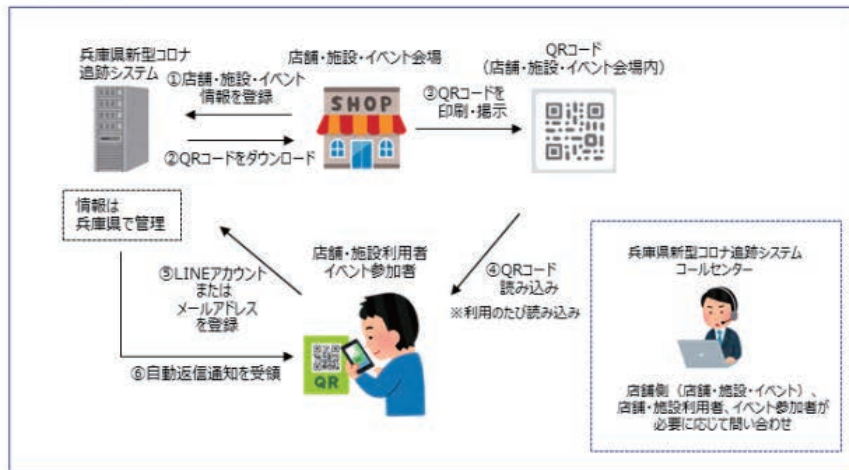 兵庫県新型コロナ
追跡システム
店舗・施設・イベント会場
QRコード
（店舗・施設・イベント会場内）
①店舗・施設・イベント
情報を登録
SHOP
③QRコードを
印刷・掲示
②QRコードをダウンロード
情報は
兵庫県で管理
店舗・施設利用者
イベント参加者
④QRコード
読み込み
※利用のたび読み込み
⑤LINEアカウント
または
メールアドレス
を登録
⑥自動返信通知を受領
QR
兵庫県新型コロナ追跡システム
コールセンター
店舗側（店舗・施設・イベント）、
店舗・施設利用者、イベント参加者が
必要に応じて問い合わせ